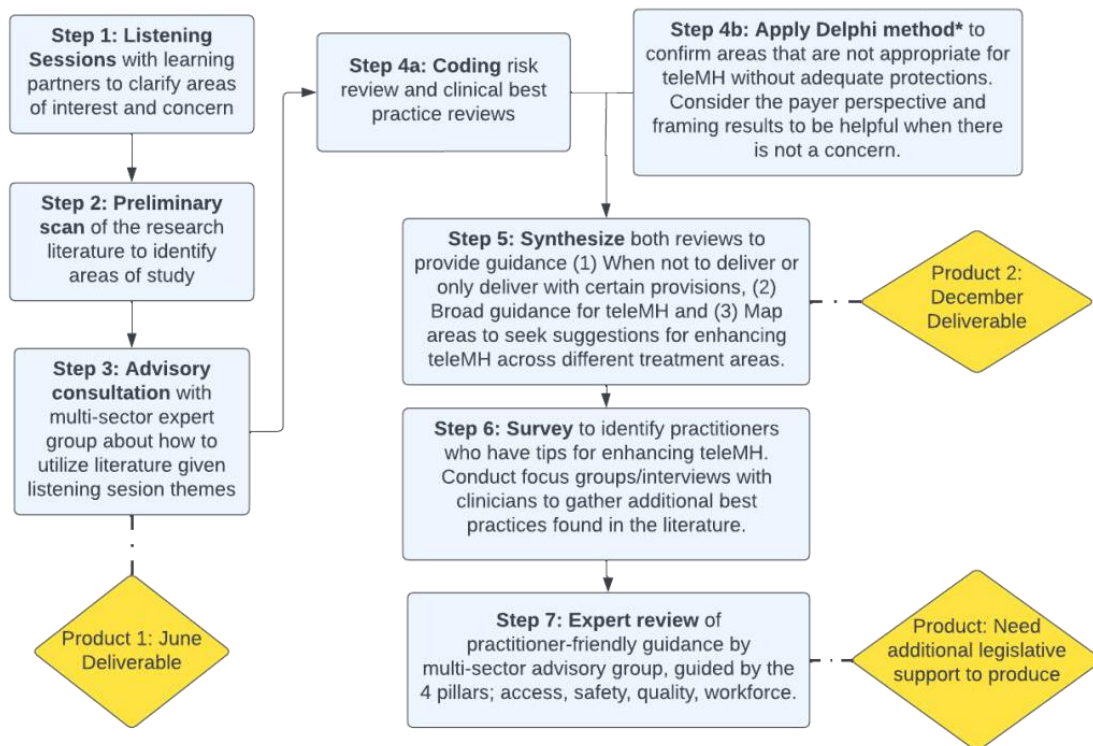 Step 1: Listening
Sessions with learning
partners to clarify areas
of interest and concern
Step 2: Preliminary
scan of the research
literature to identify
areas of study
Step 3: Advisory
consultation with
multi-sector expert
group about how to
utilize literature given
listening sesion themes
Product 1: June
Deliverable
Step 4a: Coding risk
review and clinical best
practice reviews
Step 4b: Apply Delphi method* to
confirm areas that are not appropriate for
teleMH without adequate protections.
Consider the payer perspective and
framing results to be helpful when there
is not a concern.
Step 5: Synthesize both reviews to
provide guidance (1) When not to deliver or
only deliver with certain provisions, (2)
Broad guidance for teleMH and (3) Map
areas to seek suggestions for enhancing
teleMH across different treatment areas.
Product 2:
December
Deliverable
Step 6: Survey to identify practitioners
who have tips for enhancing teleMH.
Conduct focus groups/interviews with
clinicians to gather additional best
practices found in the literature.
Step 7: Expert review of
practitioner-friendly guidance by
multi-sector advisory group, guided by the
4 pillars; access, safety, quality, workforce.
Product: Need
additional legislative
support to produce